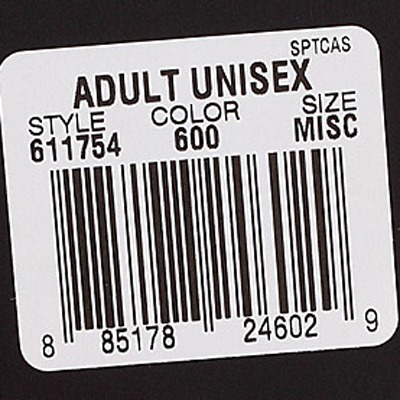 SPTCAS
ADULT UNISEX
STYLE COLOR SIZE
611754 600 MISC
8 85178 24602 9